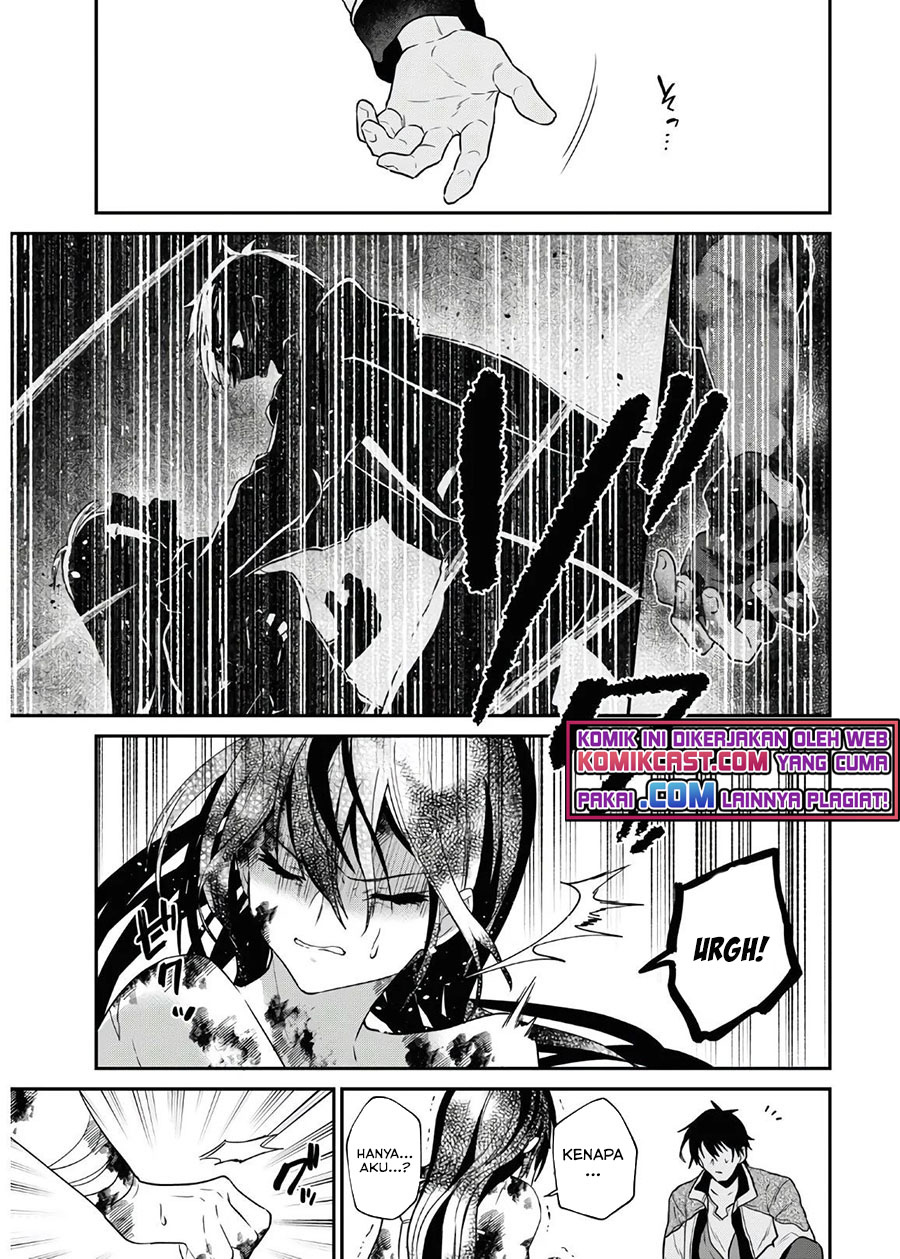 KOMIK INI DIKERJAKAN OLEH WEB
KOMIKCAST.COM YANG CUMA
PAKAI .COM LAINNYA PLAGIAT!
URGH!
KENAPA
...
HANYA...
AKU...?